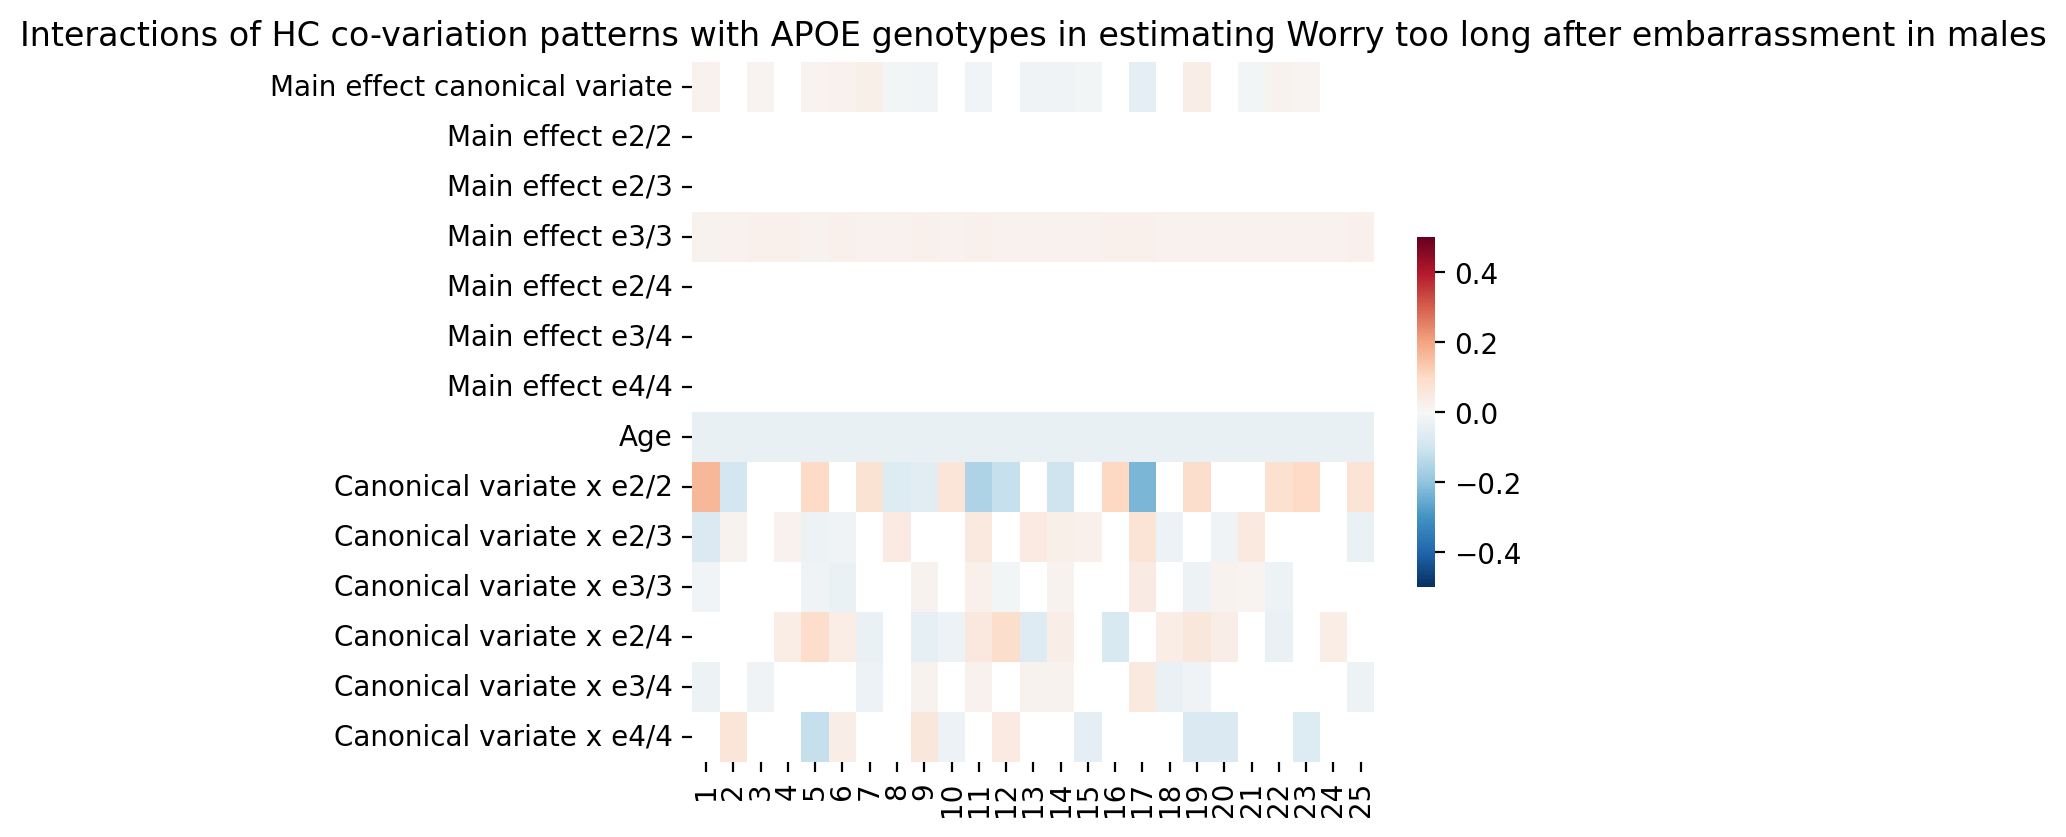 Interactions of HC co-variation patterns with APOE genotypes in estimating Worry too long after embarrassment in males
Main effect canonical variate
Main effect e2/2
Main effect e2/3
Main effect e3/3
Main effect e2/4
Main effect e3/4
Main effect e4/4
Age
Canonical variate x e2/2
Canonical variate x e2/3
Canonical variate x e3/3
Canonical variate x e2/4
Canonical variate x e3/4
Canonical variate x e4/4
1 2 3 4 5 6 7 8 9 10 11 12 13 14 15 16 17 18 19 20 21 22 23 24 25
0.4
0.2
0.0
−0.2
−0.4